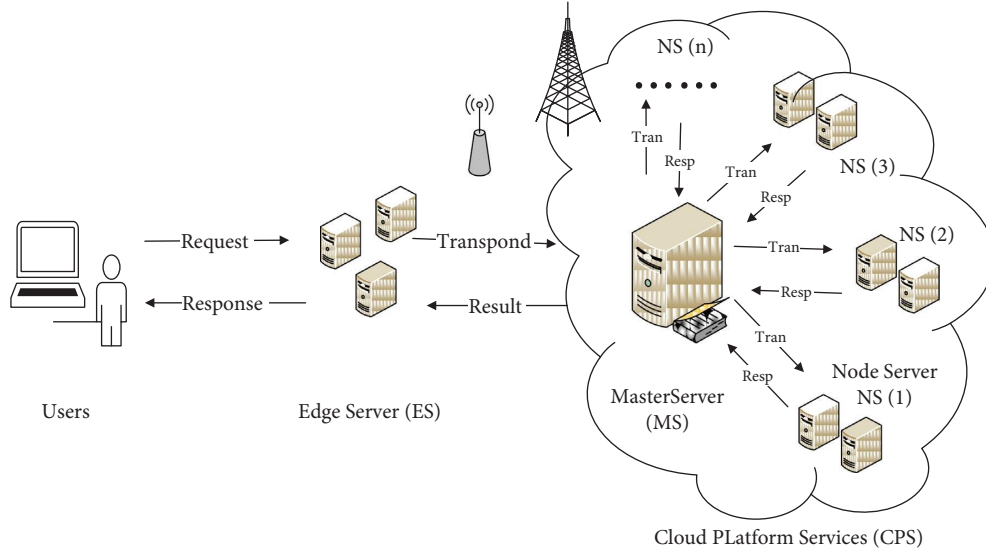 NS (n)
Tran
Resp
Tran
NS (3)
Resp
Request
Transpond
Tran
NS (2)
Response
Result
Resp
Tran
Resp
Node Server
NS (1)
MasterServer
(MS)
Users
Edge Server (ES)
Cloud PLatform Services (CPS)